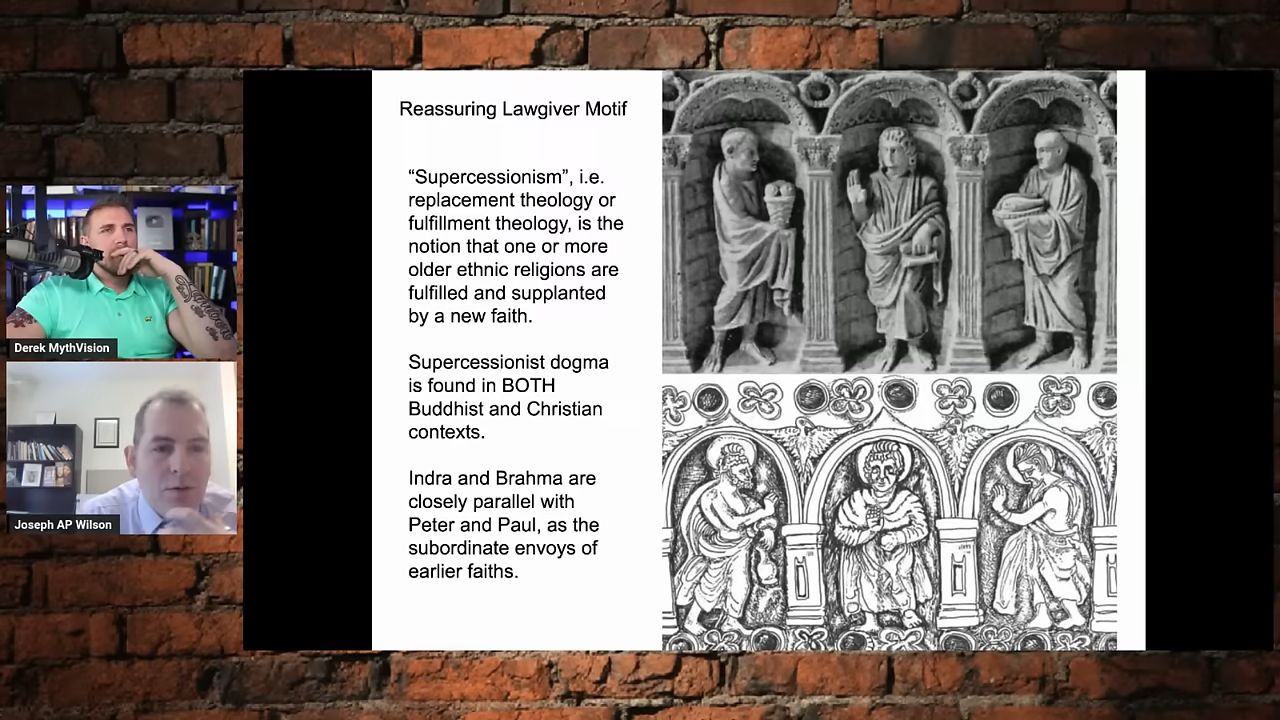 Reassuring Lawgiver Motif
“Supercessionism”, i.e.
replacement theology or
fulfillment theology, is the
notion that one or more
older ethnic religions are
fulfilled and supplanted
by a new faith.
Supercessionist dogma
is found in BOTH
Buddhist and Christian
contexts.
Indra and Brahma are
closely parallel with
Peter and Paul, as the
subordinate envoys of
earlier faiths.
Derek MythVision
Joseph AP Wilson